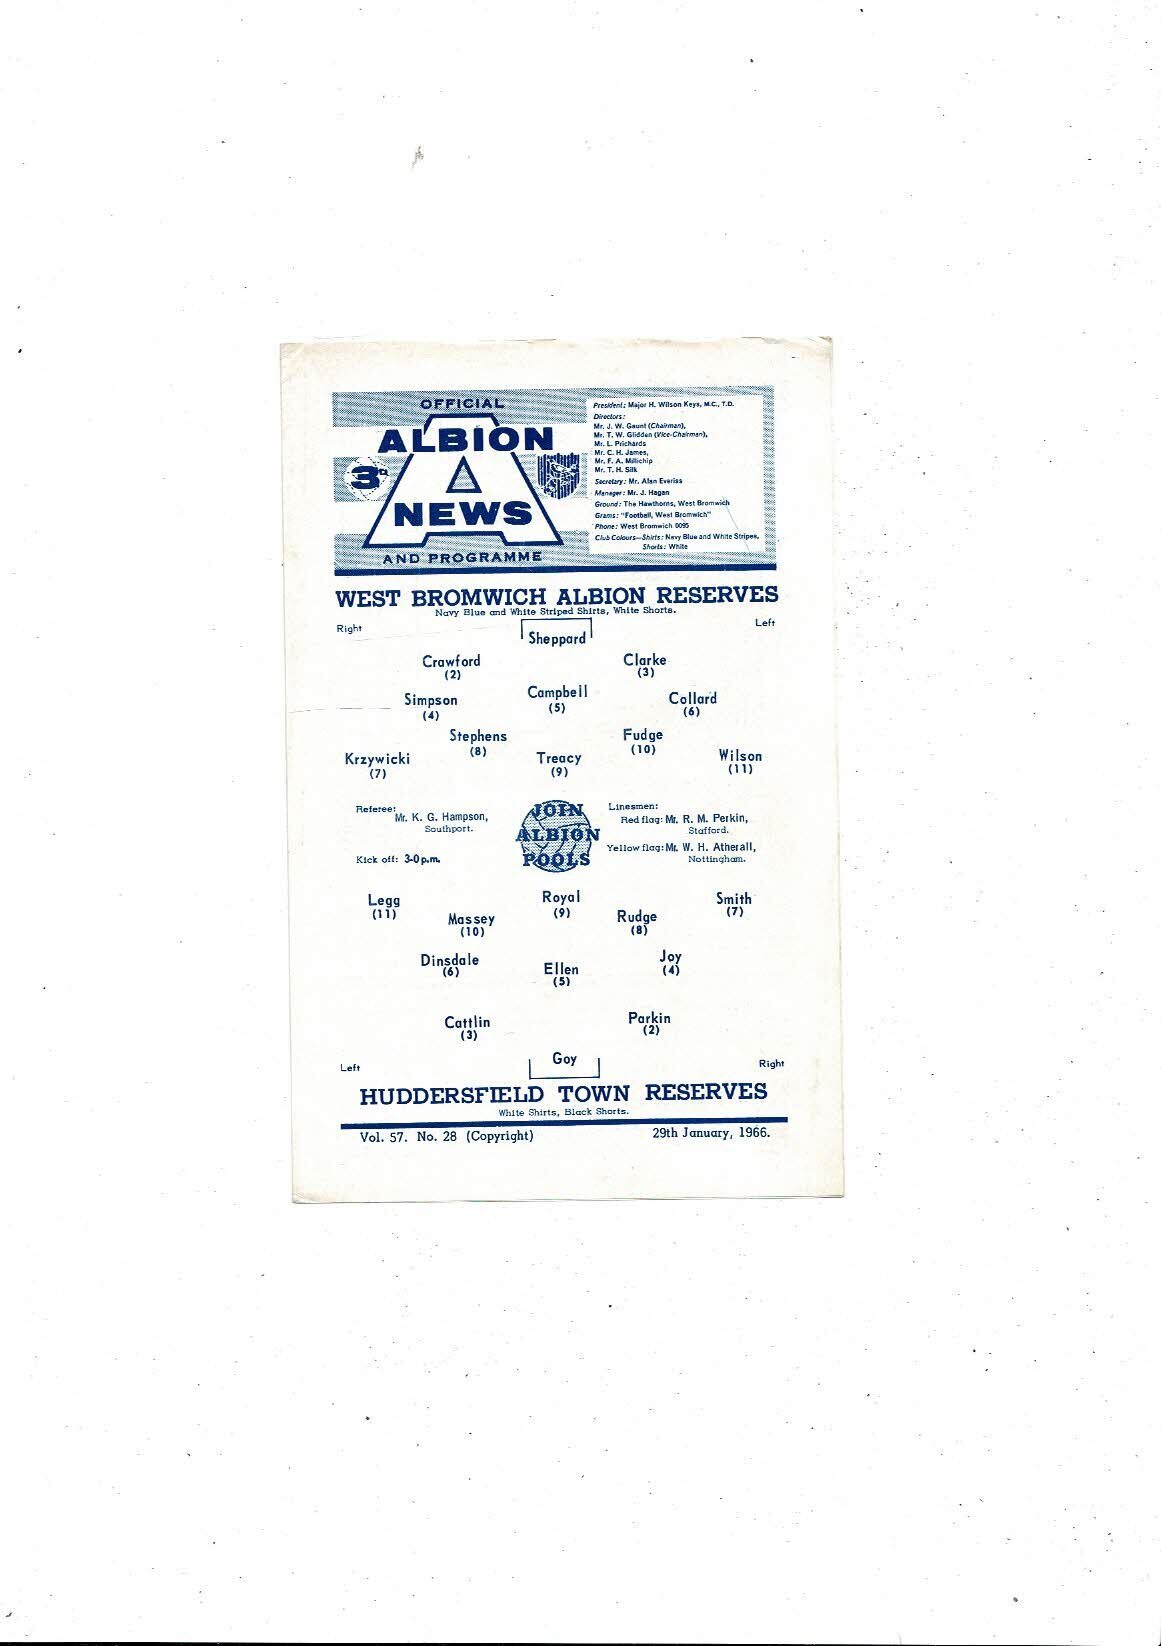 OFFICIAL
ALBION
3D
NEWS
AND PROGRAMME
President: Major H. Wilson Keys, M.C., T.D.
Directors:
Mr. J. W. Gaunt (Chairman),
Mr. T. W. Glidden (Vice-Chairman),
Mr. L. Prichards
Mr. C. H. James,
Mr. F. A. Millichip
Mr. T. H. Silk
Secretary: Mr. Alan Everiss
Manager: Mr. J. Hagan
Ground: The Hawthorns, West Bromwich
Grams: "Football, West Bromwich"
Phone: West Bromwich 0095
Club Colours—Shirts: Navy Blue and White Stripes,
Shorts: White
WEST BROMWICH ALBION RESERVES
Navy Blue and White Striped Shirts, White Shorts.
Right Left
Sheppard
Crawford Clarke
(2) (3)
Simpson Campbell Collard
(4) (5) (6)
Stephens Fudge
(8) (10)
Krzywicki Treacy Wilson
(7) (9) (11)
Referee:
Mr. K. G. Hampson,
Southport.
Kick off: 3-0 p.m.
JOIN
ALBION
POOLS
Linesmen:
Red flag: Mr. R. M. Perkin,
Stafford.
Yellow flag: Mr. W. H. Atherall,
Nottingham.
Legg Royal Smith
(11) (9) (7)
Massey Rudge
(10) (8)
Dinsdale Ellen Joy
(6) (5) (4)
Cattlin Parkin
(3) (2)
Goy
Left Right
HUDDERSFIELD TOWN RESERVES
White Shirts, Black Shorts.
Vol. 57. No. 28 (Copyright) 29th January, 1966.